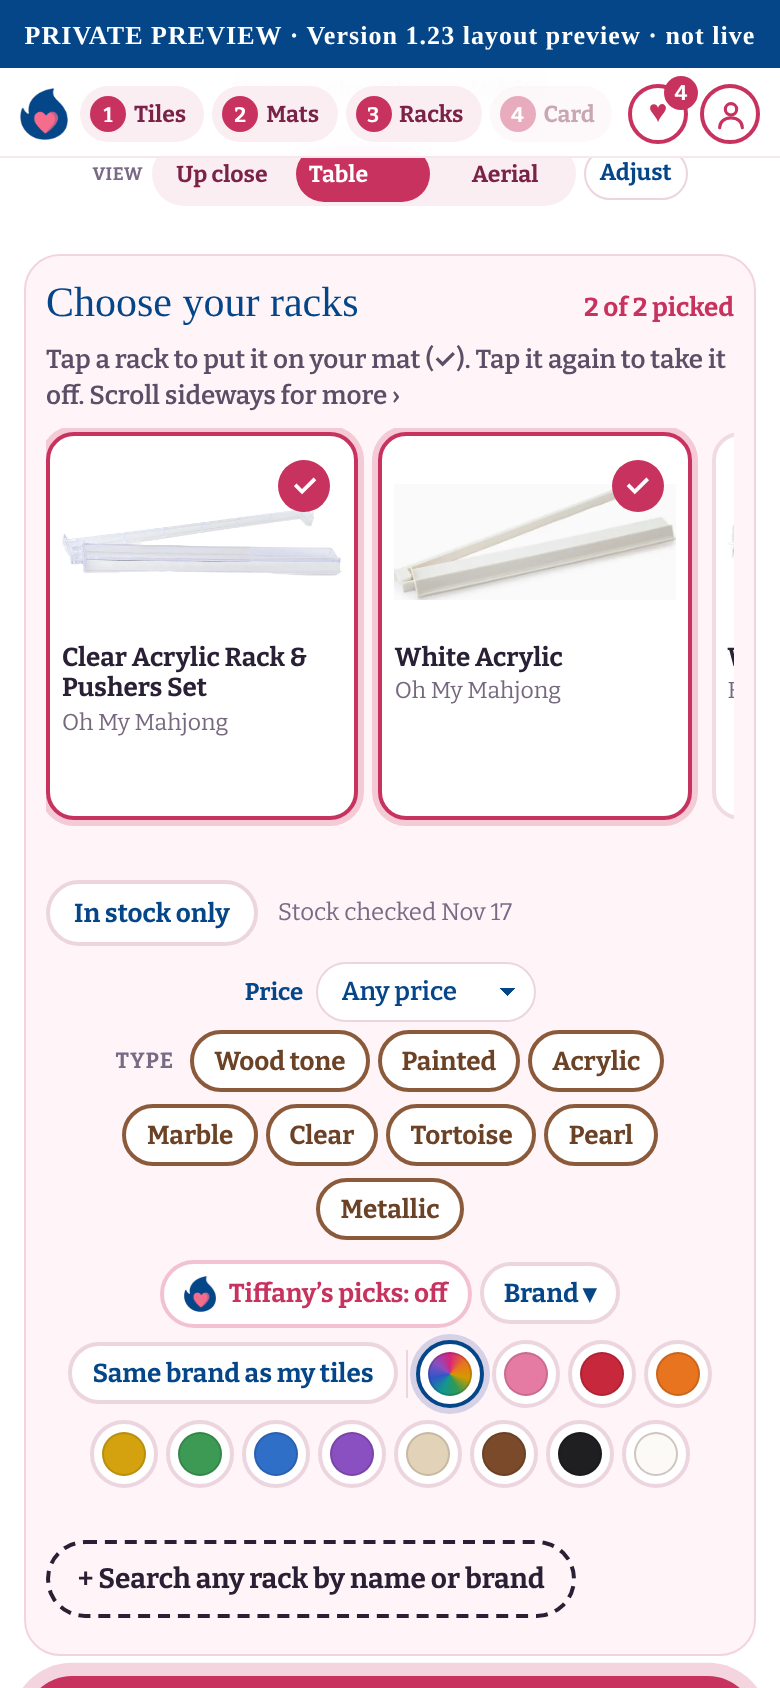 PRIVATE PREVIEW · Version 1.23 layout preview · not live
1 Tiles 2 Mats 3 Racks 4 Card ♥ 4
VIEW Up close Table Aerial Adjust
Choose your racks 2 of 2 picked
Tap a rack to put it on your mat (✓). Tap it again to take it
off. Scroll sideways for more ›
Clear Acrylic Rack &
Pushers Set
Oh My Mahjong
White Acrylic
Oh My Mahjong
In stock only Stock checked Nov 17
Price Any price
TYPE Wood tone Painted Acrylic
Marble Clear Tortoise Pearl
Metallic
Tiffany’s picks: off Brand ▾
Same brand as my tiles
+ Search any rack by name or brand